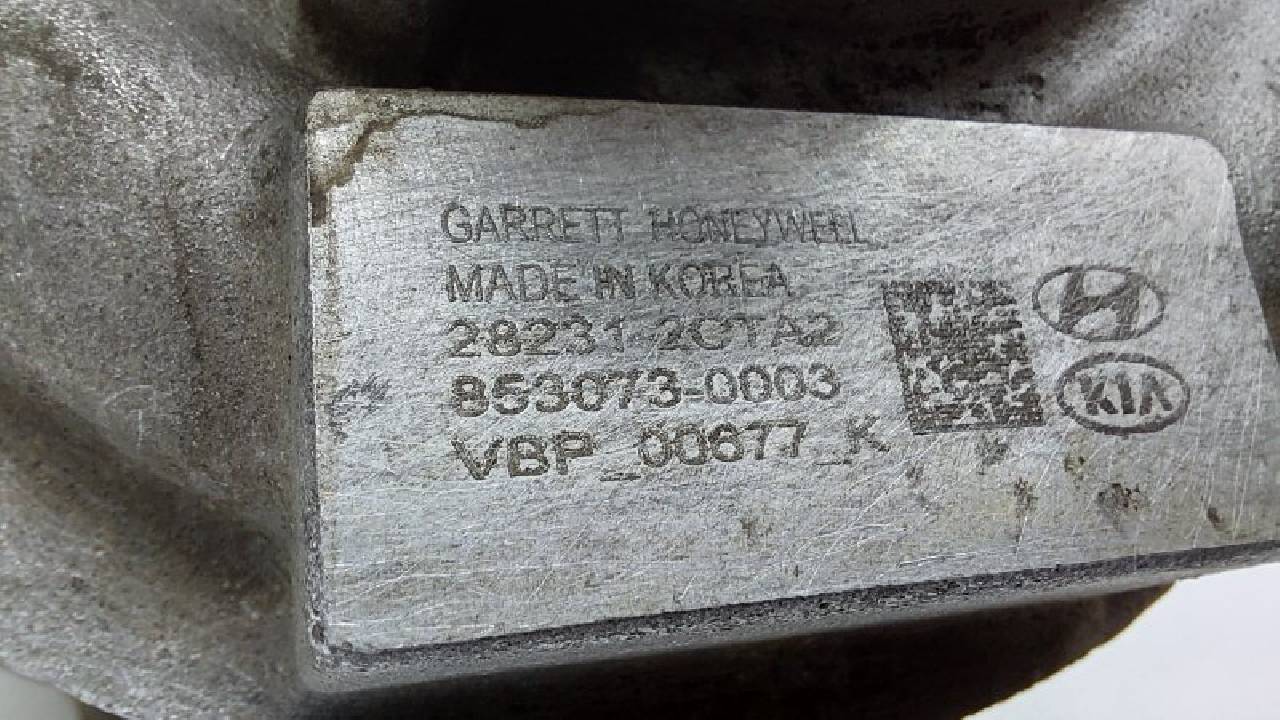 GARRETT HONEYWELL
MADE IN KOREA
28231-2CTA2
853073-0003
VBP_00677_K
KIA